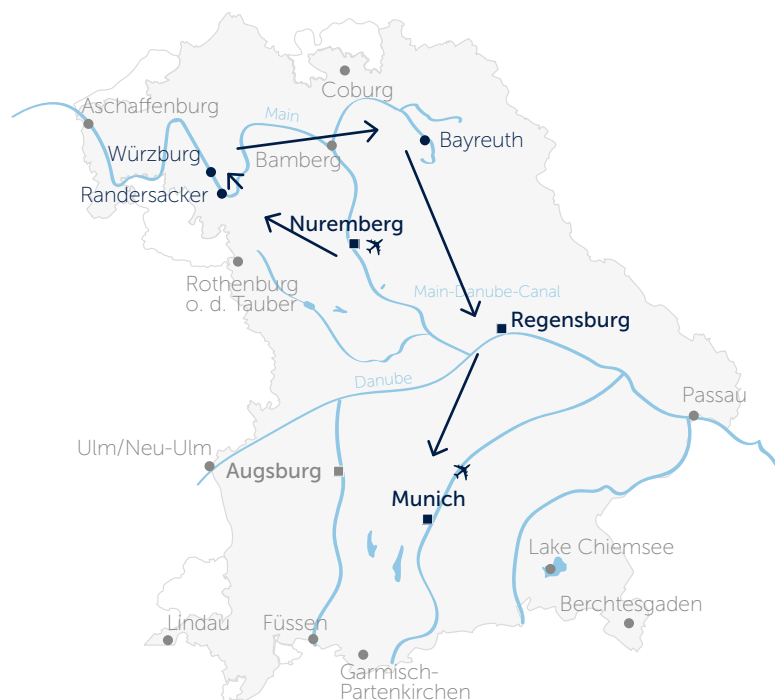 Coburg
Aschaffenburg
Main
Würzburg
Bamberg
Bayreuth
Randersacker
Nuremberg
Rothenburg
o. d. Tauber
Main-Danube-Canal
Regensburg
Danube
Passau
Ulm/Neu-Ulm
Augsburg
Munich
Lake Chiemsee
Berchtesgaden
Lindau
Füssen
Garmisch-
Partenkirchen